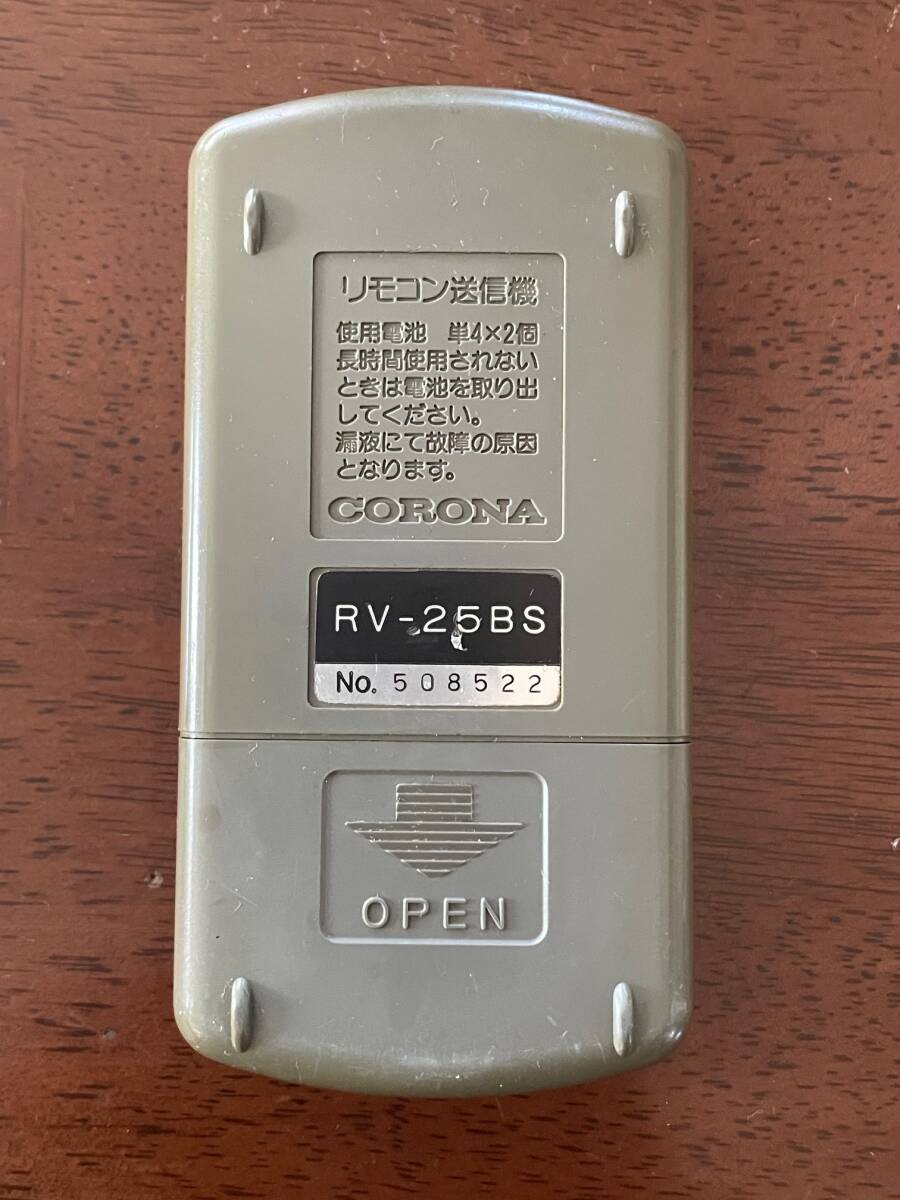 リモコン送信機
使用電池　単4×2個
長時間使用されない
ときは電池を取り出
してください。
漏液にて故障の原因
となります。
CORONA
RV-25BS
No. 508522
OPEN